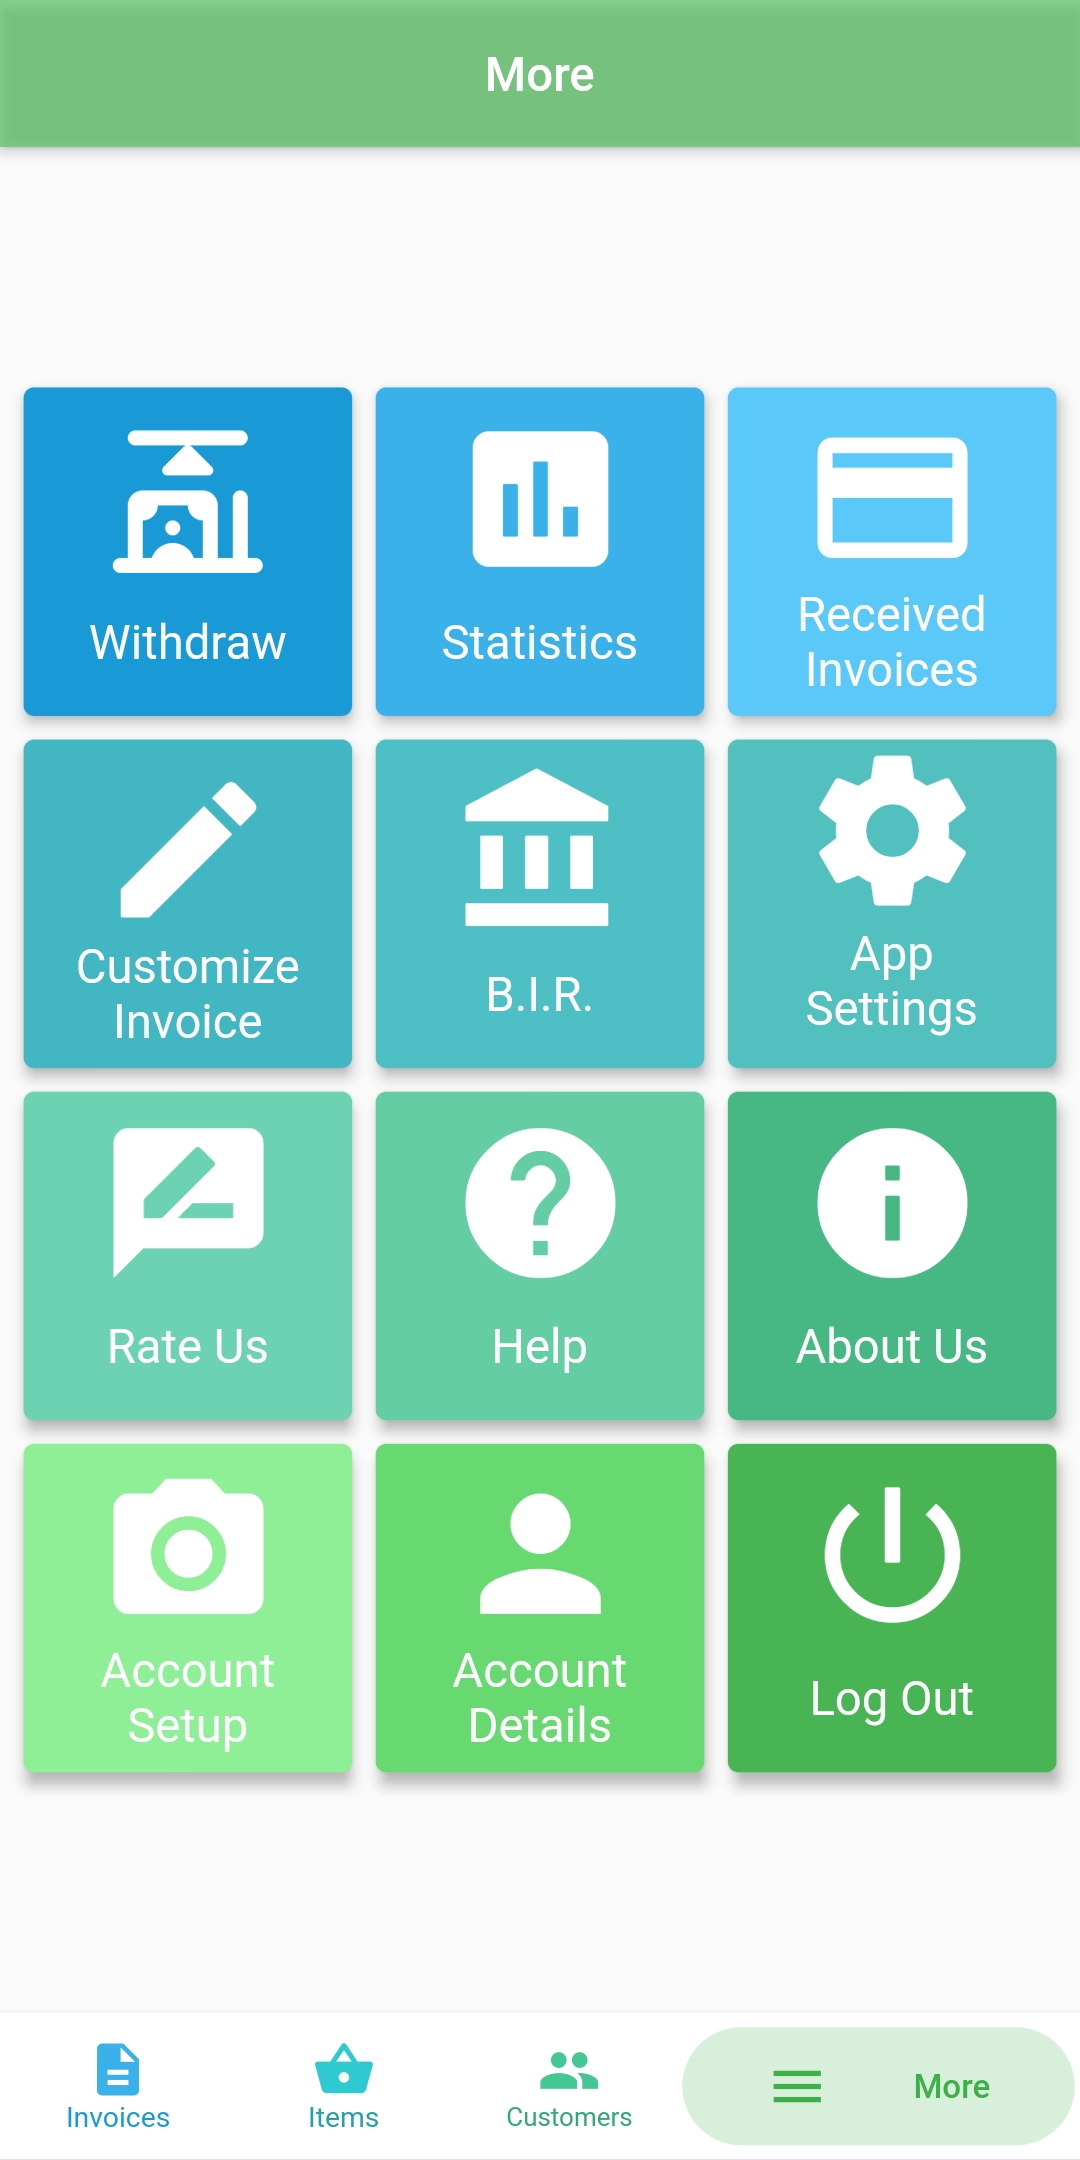 More
Withdraw
Statistics
Received
Invoices
Customize
Invoice
B.I.R.
App
Settings
Rate Us
Help
About Us
Account
Setup
Account
Details
Log Out
Invoices
Items
Customers
More